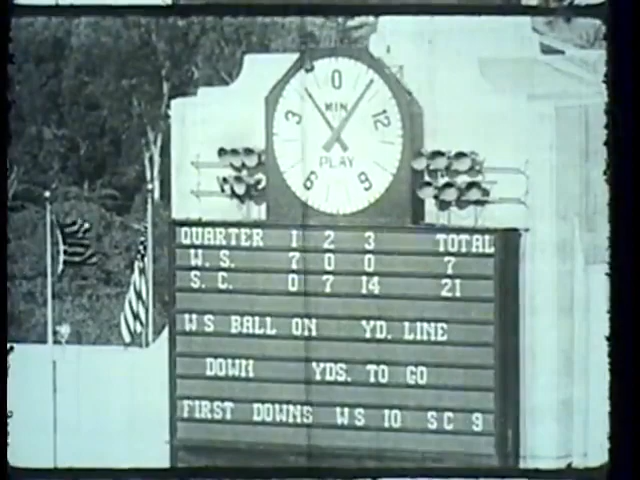 0
MIN
3 12
PLAY
6 9
QUARTER 1 2 3 TOTAL
W. S. 7 0 0 7
S. C. 0 7 14 21
WS BALL ON YD. LINE
DOWN YDS. TO GO
FIRST DOWNS WS 10 SC 9